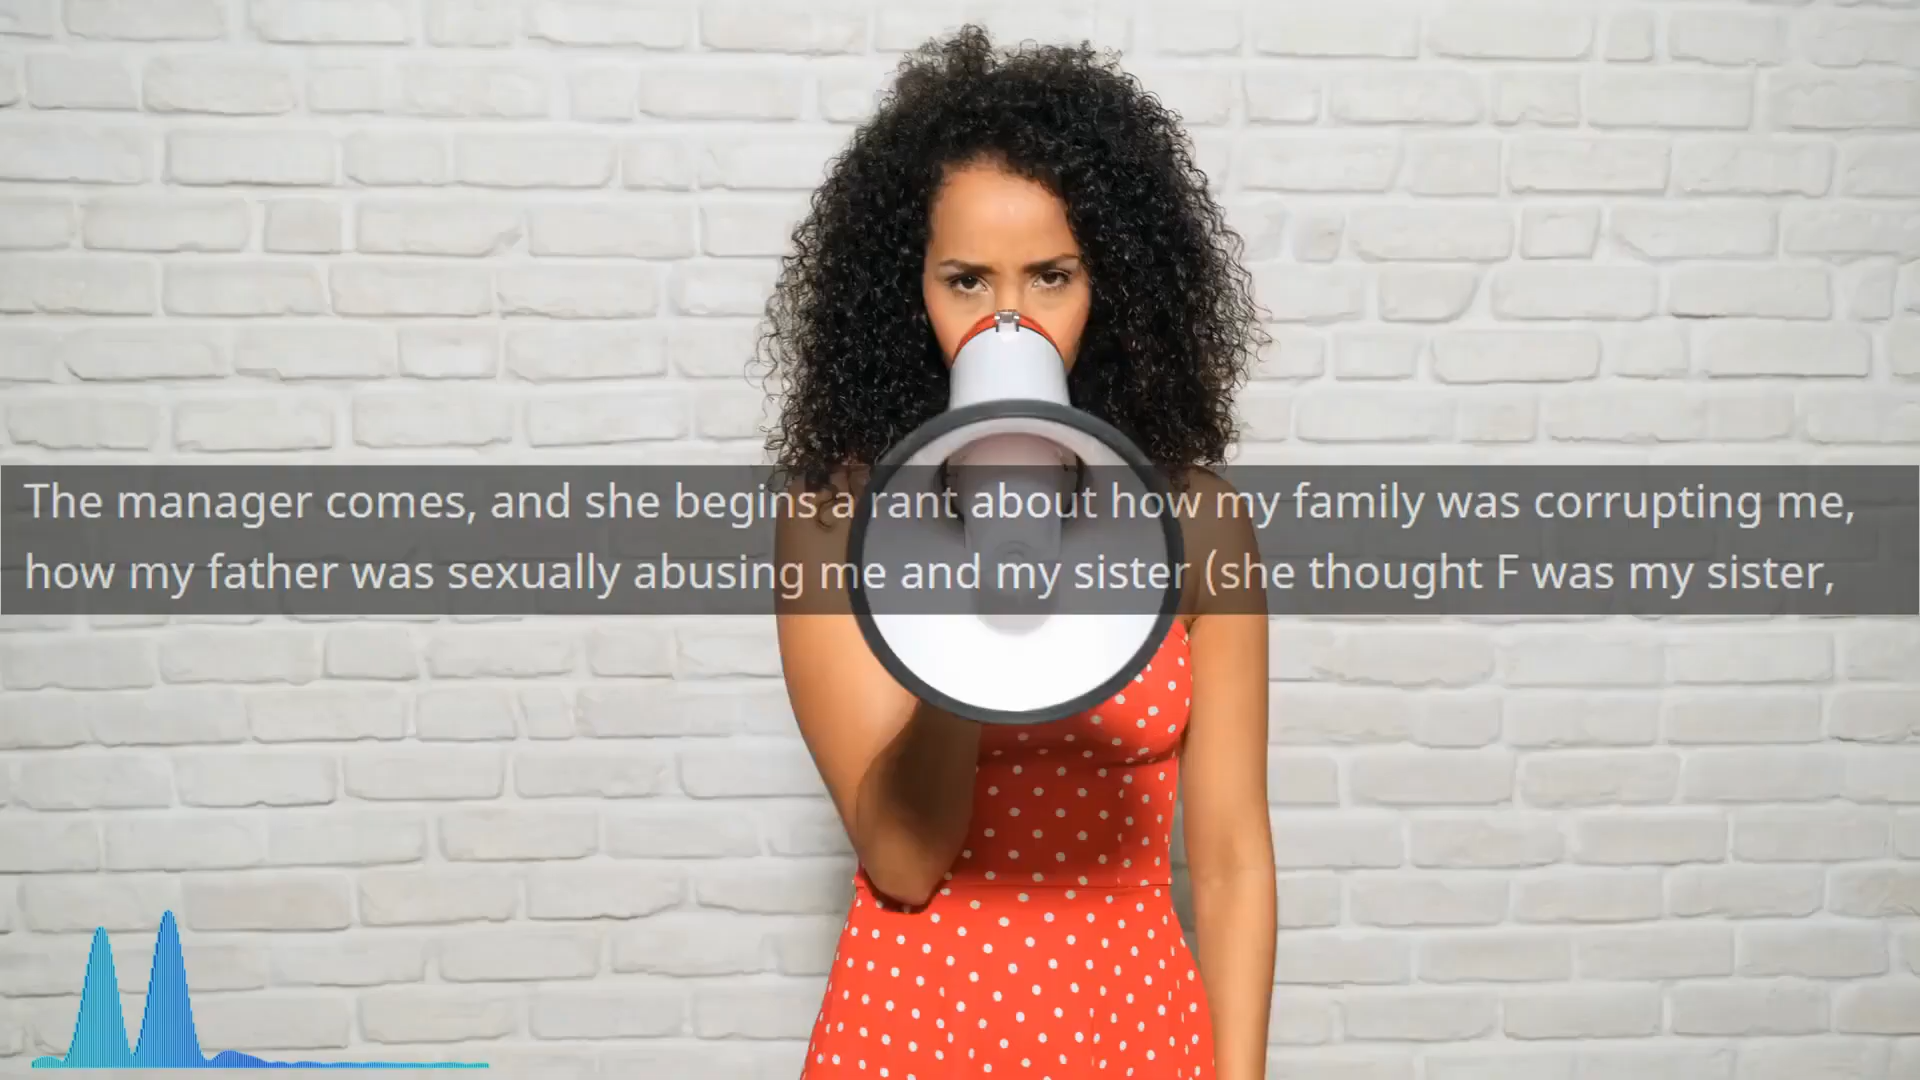 The manager comes, and she begins a rant about how my family was corrupting me,
how my father was sexually abusing me and my sister (she thought F was my sister,